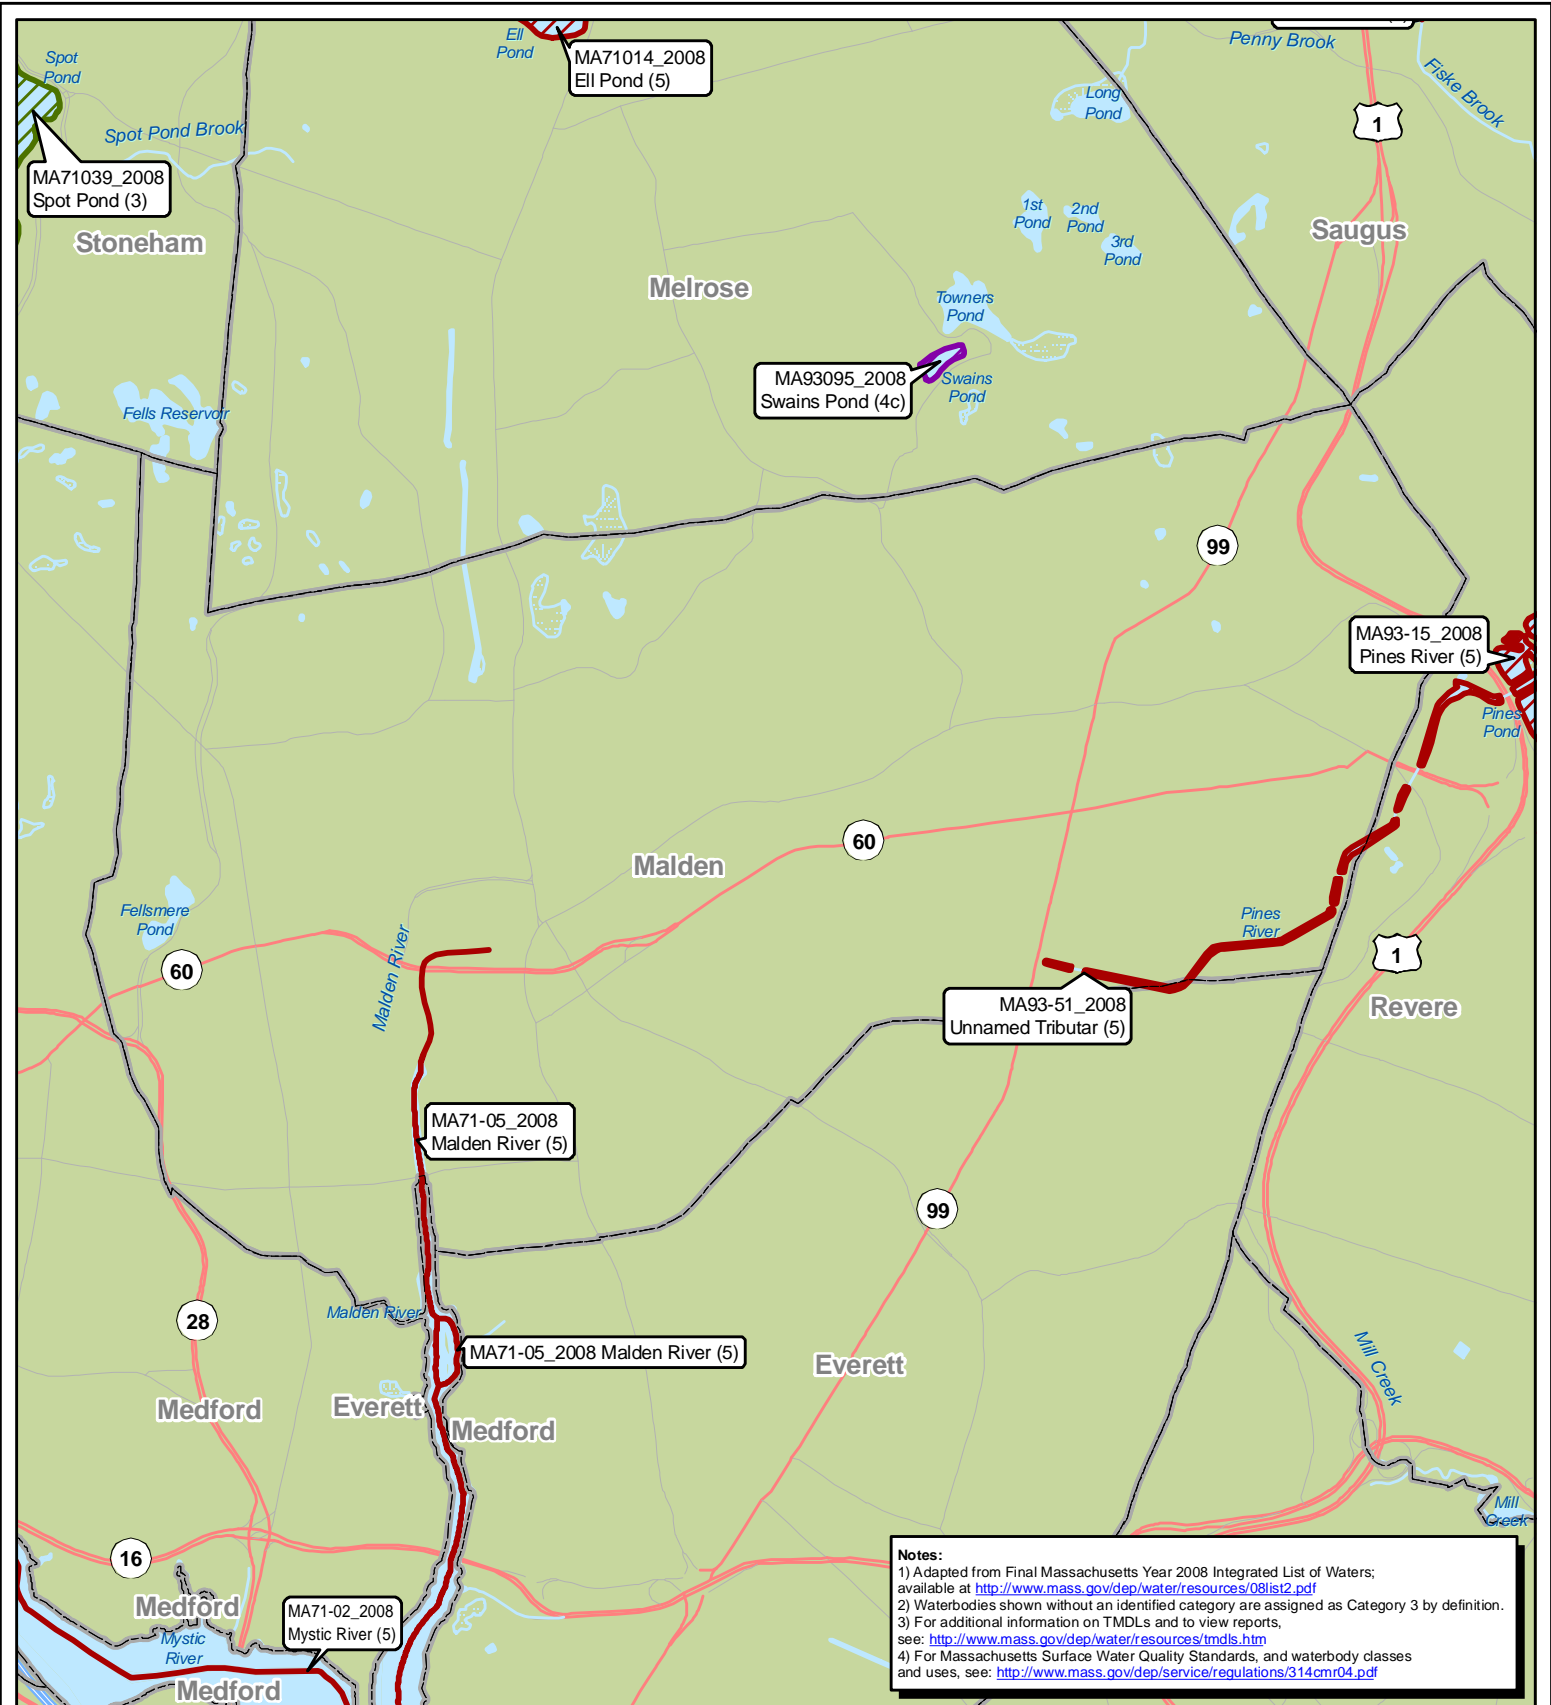 Ell
Pond
MA71014_2008
Ell Pond (5)
Penny Brook
Fiske Brook
1
Spot
Pond
Spot Pond Brook
MA71039_2008
Spot Pond (3)
Stoneham
Long
Pond
1st
Pond
2nd
Pond
3rd
Pond
Saugus
Melrose
Towners
Pond
MA93095_2008
Swains Pond (4c)
Swains
Pond
Fells Reservoir
99
MA93-15_2008
Pines River (5)
Pines
Pond
60
Malden
Fellsmere
Pond
60
Malden River
Pines
River
1
MA93-51_2008
Unnamed Tributar (5)
Revere
MA71-05_2008
Malden River (5)
99
Malden River
28
MA71-05_2008 Malden River (5)
Everett
Mill Creek
Medford
Everett
Medford
Mill
Creek
16
Medford
MA71-02_2008
Mystic River (5)
Mystic
River
Medford
Notes:
1) Adapted from Final Massachusetts Year 2008 Integrated List of Waters;
available at http://www.mass.gov/dep/water/resources/08list2.pdf
2) Waterbodies shown without an identified category are assigned as Category 3 by definition.
3) For additional information on TMDLs and to view reports,
see: http://www.mass.gov/dep/water/resources/tmdls.htm
4) For Massachusetts Surface Water Quality Standards, and waterbody classes
and uses, see: http://www.mass.gov/dep/service/regulations/314cmr04.pdf